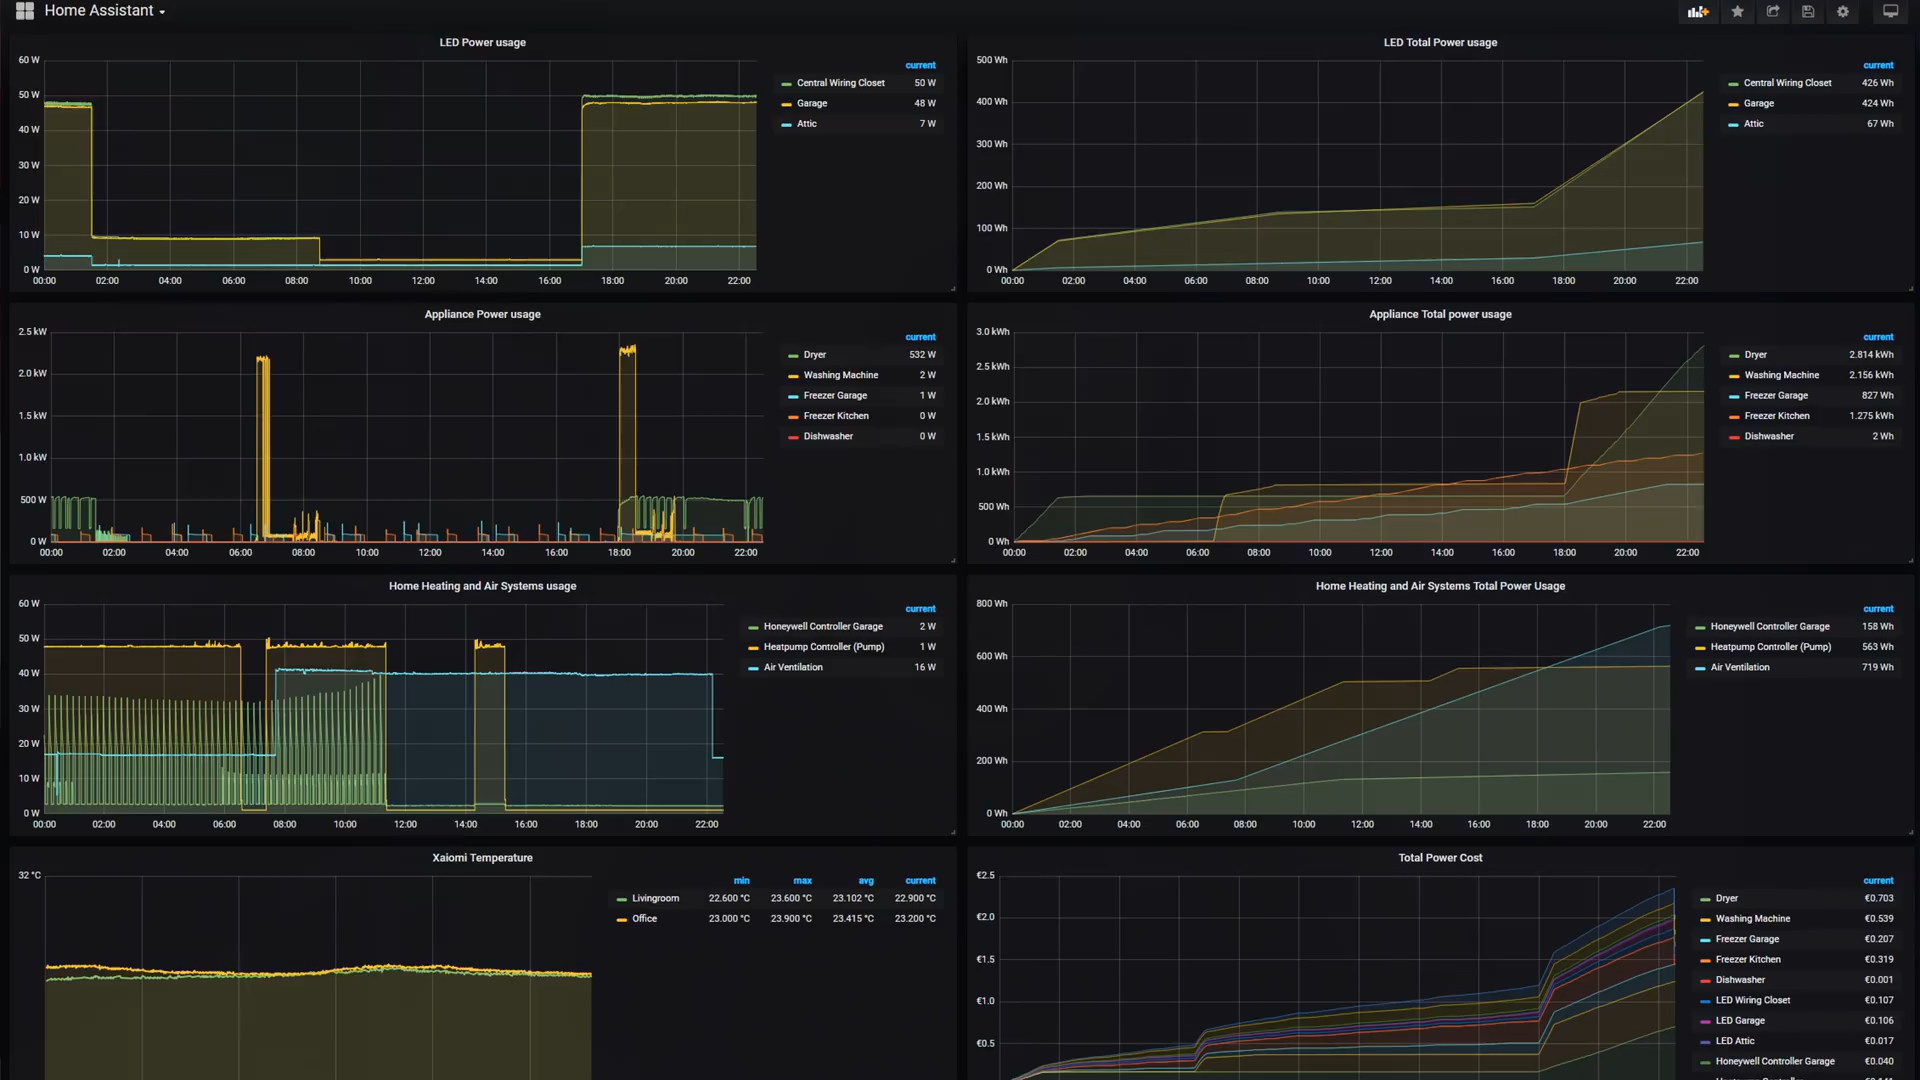 Home Assistant
LED Power usage
60 W
50 W
40 W
30 W
20 W
10 W
0 W
00:00 02:00 04:00 06:00 08:00 10:00 12:00 14:00 16:00 18:00 20:00 22:00
current
Central Wiring Closet 50 W
Garage 48 W
Attic 7 W
LED Total Power usage
500 Wh
400 Wh
300 Wh
200 Wh
100 Wh
0 Wh
00:00 02:00 04:00 06:00 08:00 10:00 12:00 14:00 16:00 18:00 20:00 22:00
current
Central Wiring Closet 426 Wh
Garage 424 Wh
Attic 67 Wh
Appliance Power usage
2.5 kW
2.0 kW
1.5 kW
1.0 kW
500 W
0 W
00:00 02:00 04:00 06:00 08:00 10:00 12:00 14:00 16:00 18:00 20:00 22:00
current
Dryer 532 W
Washing Machine 2 W
Freezer Garage 1 W
Freezer Kitchen 0 W
Dishwasher 0 W
Appliance Total power usage
3.0 kWh
2.5 kWh
2.0 kWh
1.5 kWh
1.0 kWh
500 Wh
0 Wh
00:00 02:00 04:00 06:00 08:00 10:00 12:00 14:00 16:00 18:00 20:00 22:00
current
Dryer 2.814 kWh
Washing Machine 2.156 kWh
Freezer Garage 827 Wh
Freezer Kitchen 1.275 kWh
Dishwasher 2 Wh
Home Heating and Air Systems usage
60 W
50 W
40 W
30 W
20 W
10 W
0 W
00:00 02:00 04:00 06:00 08:00 10:00 12:00 14:00 16:00 18:00 20:00 22:00
current
Honeywell Controller Garage 2 W
Heatpump Controller (Pump) 1 W
Air Ventilation 16 W
Home Heating and Air Systems Total Power Usage
800 Wh
600 Wh
400 Wh
200 Wh
0 Wh
00:00 02:00 04:00 06:00 08:00 10:00 12:00 14:00 16:00 18:00 20:00 22:00
current
Honeywell Controller Garage 158 Wh
Heatpump Controller (Pump) 563 Wh
Air Ventilation 719 Wh
Xaiomi Temperature
32 °C
min max avg current
Livingroom 22.600 °C 23.600 °C 23.102 °C 22.900 °C
Office 23.000 °C 23.900 °C 23.415 °C 23.200 °C
Total Power Cost
€2.5
€2.0
€1.5
€1.0
€0.5
current
Dryer €0.703
Washing Machine €0.539
Freezer Garage €0.207
Freezer Kitchen €0.319
Dishwasher €0.001
LED Wiring Closet €0.107
LED Garage €0.106
LED Attic €0.017
Honeywell Controller Garage €0.040